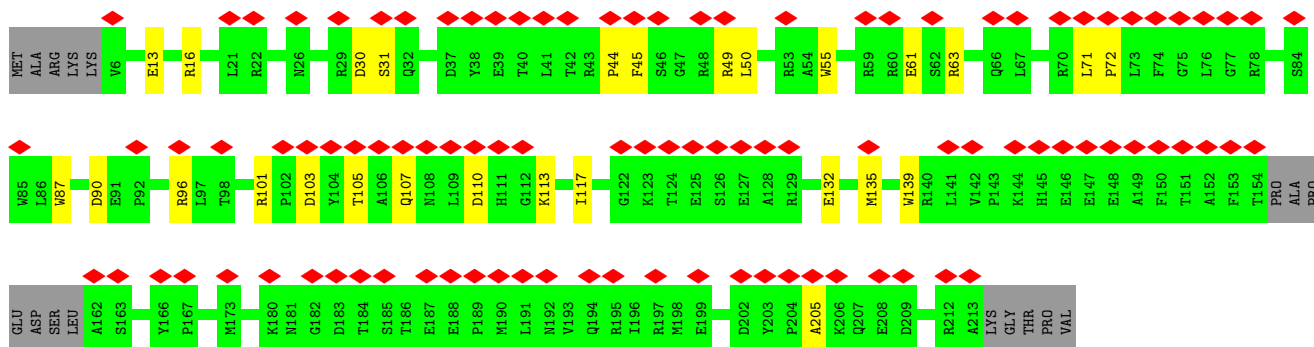 MET ALA ARG LYS LYS V6 E13 R16 L21 R22 N26 R29 D30 S31 Q32 D37 Y38 E39 T40 L41 T42 R43 P44 F45 S46 G47 R48 R49 L50 R53 A54 W55 R59 R60 E61 S62 R63 Q66 L67 R70 L71 P72 L73 F74 G75 L76 G77 R78 S84
W85 L86 W87 D90 E91 P92 R96 L97 T98 R101 P102 D103 Y104 T105 A106 Q107 N108 L109 D110 H111 G112 K113 I117 G122 K123 T124 E125 S126 E127 A128 R129 E132 M135 W139 R140 L141 V142 P143 K144 H145 E146 E147 E148 A149 F150 T151 A152 F153 T154 PRO ALA PRO
GLU ASP SER LEU A162 S163 Y166 P167 M173 K180 N181 G182 D183 T184 S185 T186 E187 E188 P189 M190 L191 N192 V193 Q194 R195 I196 R197 M198 E199 D202 Y203 P204 A205 K206 Q207 E208 D209 R212 A213 LYS GLY THR PRO VAL